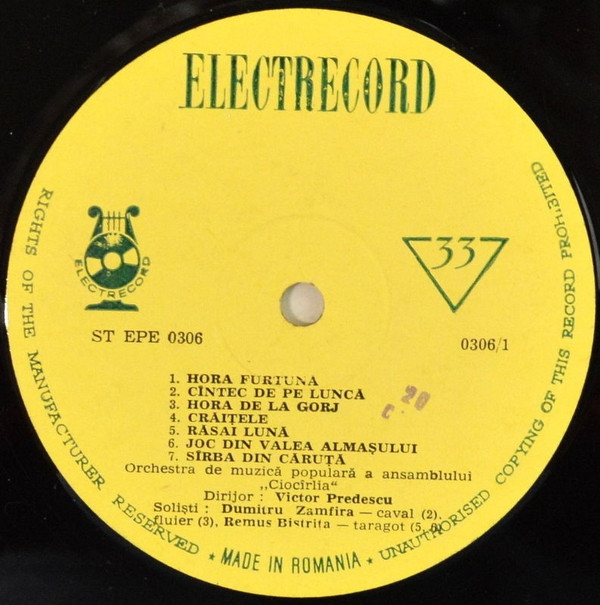 ELECTRECORD
ELECTRECORD
33
ST EPE 0306
0306/1
1. HORA FURTUNA
2. CÎNTEC DE PE LUNCĂ
3. HORA DE LA GORJ
4. CRĂIȚELE
5. RĂSAI LUNĂ
6. JOC DIN VALEA ALMAȘULUI
7. SÎRBA DIN CĂRUȚĂ
Orchestra de muzică populară a ansamblului
„Ciocîrlia”
Dirijor : Victor Predescu
Soliști : Dumitru Zamfira — caval (2),
fluier (3), Remus Bistrița — taragot (5, 6)
C. 20
RIGHTS OF THE MANUFACTURER RESERVED ★ MADE IN ROMANIA ★ UNAUTHORISED COPYING OF THIS RECORD PROHIBITED